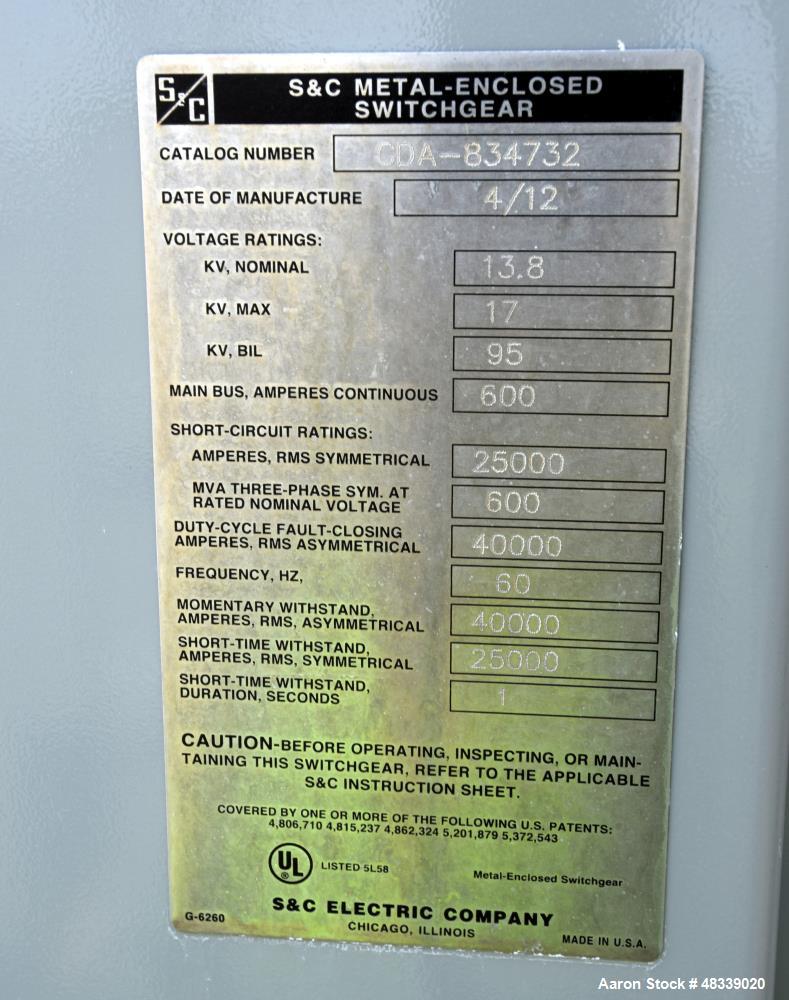 S&C
S&C METAL-ENCLOSED
SWITCHGEAR
CATALOG NUMBER CDA-834732
DATE OF MANUFACTURE 4/12
VOLTAGE RATINGS:
KV, NOMINAL 13.8
KV, MAX 17
KV, BIL 95
MAIN BUS, AMPERES CONTINUOUS 600
SHORT-CIRCUIT RATINGS:
AMPERES, RMS SYMMETRICAL 25000
MVA THREE-PHASE SYM. AT
RATED NOMINAL VOLTAGE 600
DUTY-CYCLE FAULT-CLOSING
AMPERES, RMS ASYMMETRICAL 40000
FREQUENCY, HZ, 60
MOMENTARY WITHSTAND,
AMPERES, RMS, ASYMMETRICAL 40000
SHORT-TIME WITHSTAND,
AMPERES, RMS, SYMMETRICAL 25000
SHORT-TIME WITHSTAND,
DURATION, SECONDS 1
CAUTION-BEFORE OPERATING, INSPECTING, OR MAIN-
TAINING THIS SWITCHGEAR, REFER TO THE APPLICABLE
S&C INSTRUCTION SHEET.
COVERED BY ONE OR MORE OF THE FOLLOWING U.S. PATENTS:
4,806,710 4,815,237 4,862,324 5,201,879 5,372,543
UL LISTED 5L58 Metal-Enclosed Switchgear
S&C ELECTRIC COMPANY
G-6260 CHICAGO, ILLINOIS MADE IN U.S.A.
Aaron Stock # 48339020